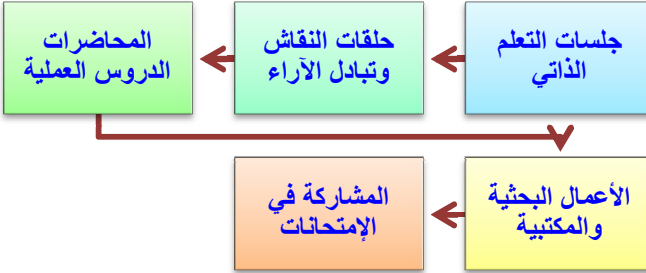 جلسات التعلم
الذاتي
حلقات النقاش
وتبادل الآراء
المحاضرات
الدروس العملية
الأعمال البحثية
والمكتبية
المشاركة في
الإمتحانات